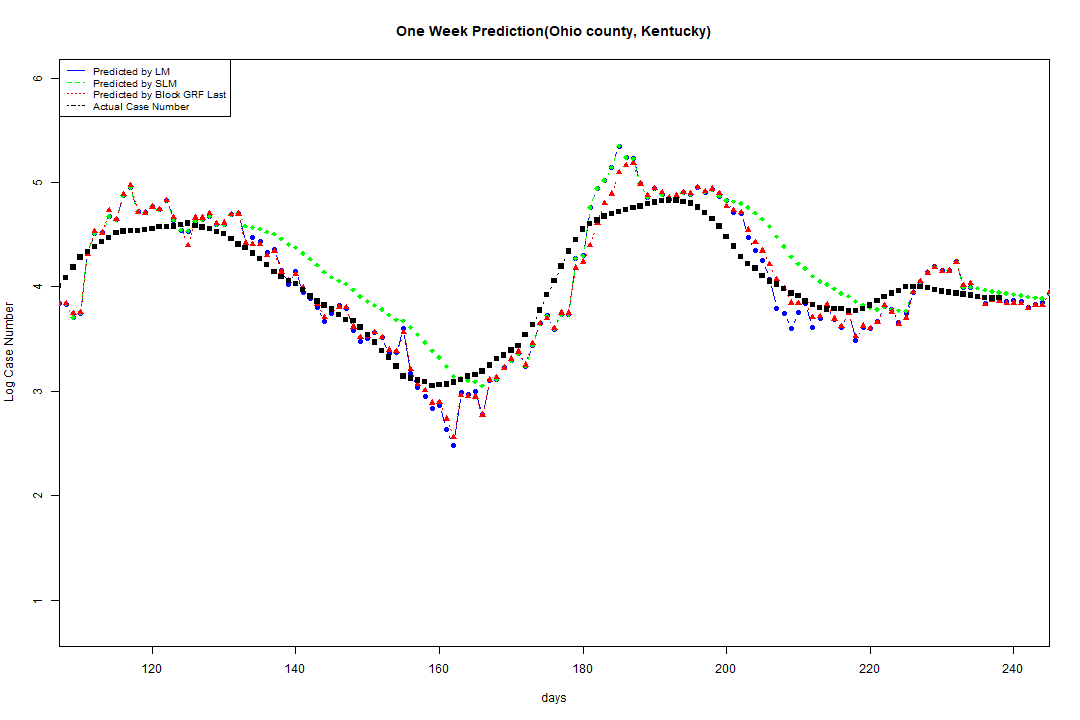 One Week Prediction(Ohio county, Kentucky)
Predicted by LM
Predicted by SLM
Predicted by Block GRF Last
Actual Case Number
6
5
4
3
2
1
Log Case Number
120 140 160 180 200 220 240
days